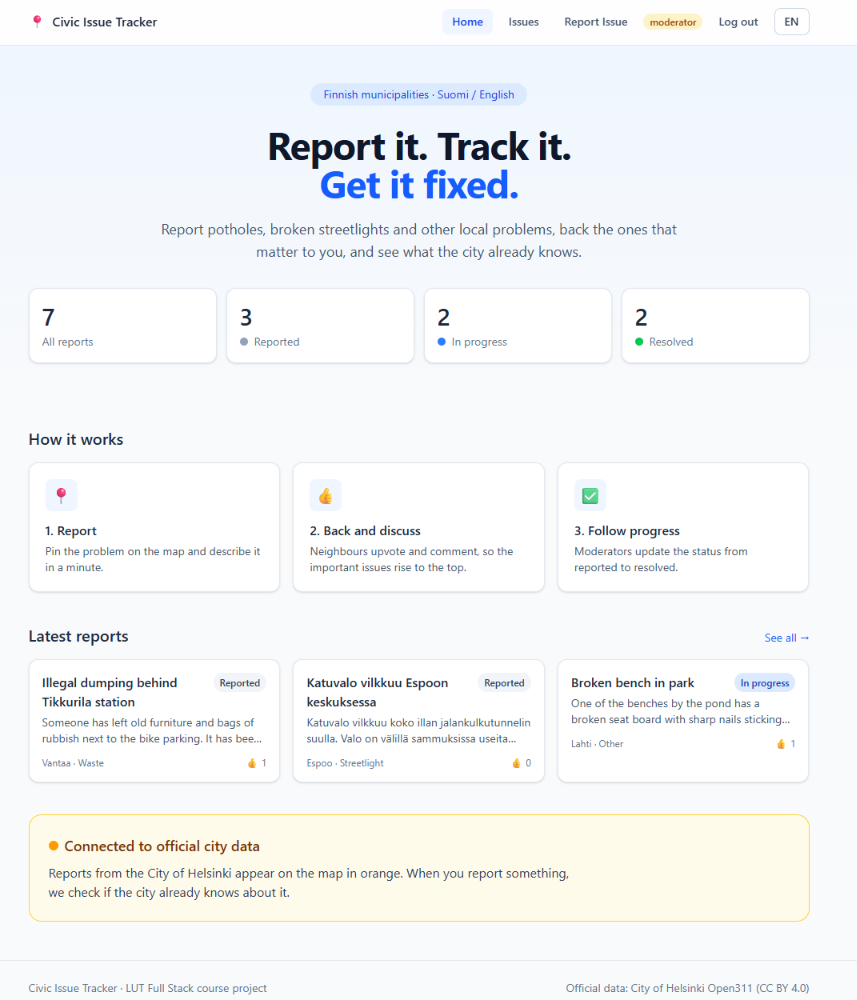 Civic Issue Tracker
Home
Issues
Report Issue
moderator
Log out
EN
Finnish municipalities · Suomi / English
Report it. Track it.
Get it fixed.
Report potholes, broken streetlights and other local problems, back the ones that
matter to you, and see what the city already knows.
7
All reports
3
Reported
2
In progress
2
Resolved
How it works
1. Report
Pin the problem on the map and describe it
in a minute.
2. Back and discuss
Neighbours upvote and comment, so the
important issues rise to the top.
3. Follow progress
Moderators update the status from
reported to resolved.
Latest reports
See all →
Illegal dumping behind
Tikkurila station
Reported
Someone has left old furniture and bags of
rubbish next to the bike parking. It has bee...
Vantaa · Waste
1
Katuvalo vilkkuu Espoon
keskuksessa
Reported
Katuvalo vilkkuu koko illan jalankulkutunnelin
suulla. Valo on välillä sammuksissa useita...
Espoo · Streetlight
0
Broken bench in park
In progress
One of the benches by the pond has a
broken seat board with sharp nails sticking...
Lahti · Other
1
Connected to official city data
Reports from the City of Helsinki appear on the map in orange. When you report something,
we check if the city already knows about it.
Civic Issue Tracker · LUT Full Stack course project
Official data: City of Helsinki Open311 (CC BY 4.0)